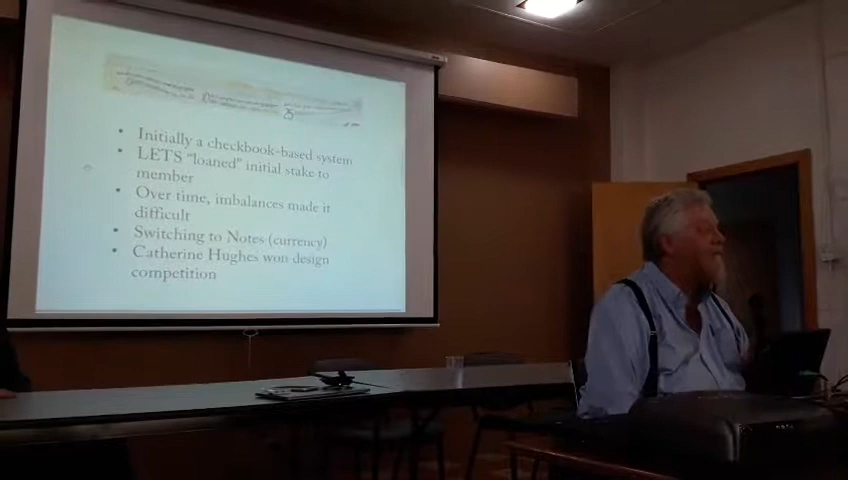 • Initially a checkbook-based system
• LETS "loaned" initial stake to
member
• Over time, imbalances made it
difficult
• Switching to Notes (currency)
• Catherine Hughes won design
competition